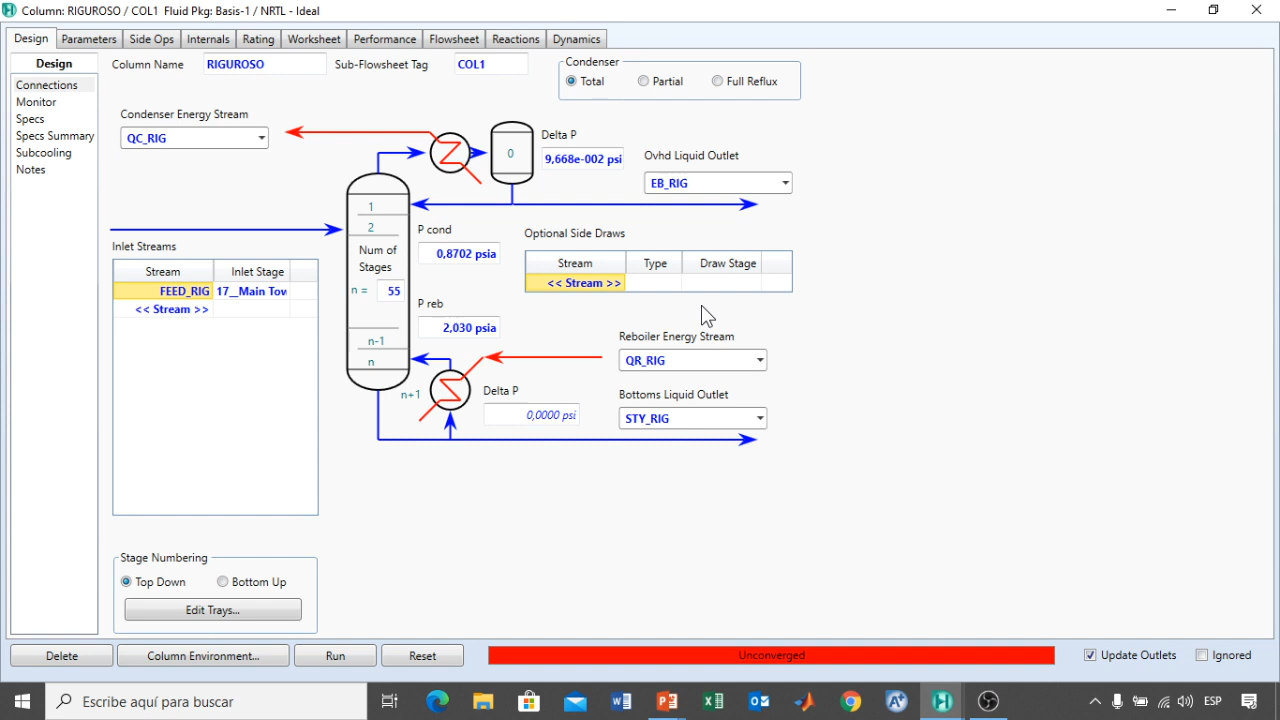 Column: RIGUROSO / COL1 Fluid Pkg: Basis-1 / NRTL - Ideal
Design Parameters Side Ops Internals Rating Worksheet Performance Flowsheet Reactions Dynamics
Design
Connections
Monitor
Specs
Specs Summary
Subcooling
Notes
Column Name RIGUROSO Sub-Flowsheet Tag COL1
Condenser
Total Partial Full Reflux
Condenser Energy Stream
QC_RIG
0
Delta P
9,668e-002 psi
Ovhd Liquid Outlet
EB_RIG
1
2
Num of
Stages
n = 55
n-1
n
n+1
P cond
0,8702 psia
P reb
2,030 psia
Inlet Streams
Stream Inlet Stage
FEED_RIG 17__Main Tow
<< Stream >>
Optional Side Draws
Stream Type Draw Stage
<< Stream >>
Reboiler Energy Stream
QR_RIG
Delta P
0,0000 psi
Bottoms Liquid Outlet
STY_RIG
Stage Numbering
Top Down Bottom Up
Edit Trays...
Delete Column Environment... Run Reset Unconverged Update Outlets Ignored
Escribe aquí para buscar
ESP